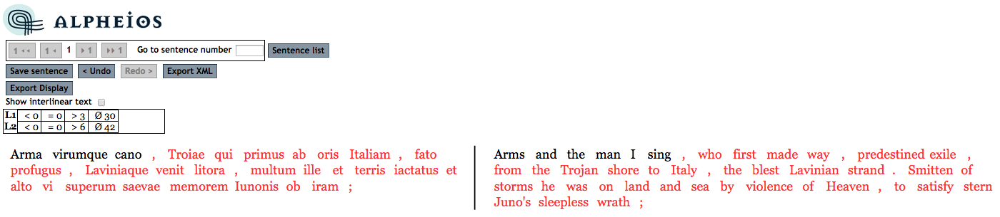 ALPHEIOS
1 ◂◂ 1 ◂ 1 ▸ 1 ▸▸ 1 Go to sentence number Sentence list
Save sentence < Undo Redo > Export XML
Export Display
Show interlinear text
L1 < 0 = 0 > 3 Ø 30
L2 < 0 = 0 > 6 Ø 42
Arma virumque cano , Troiae qui primus ab oris Italiam , fato
profugus , Laviniaque venit litora , multum ille et terris iactatus et
alto vi superum saevae memorem Iunonis ob iram ;
Arms and the man I sing , who first made way , predestined exile ,
from the Trojan shore to Italy , the blest Lavinian strand . Smitten of
storms he was on land and sea by violence of Heaven , to satisfy stern
Juno's sleepless wrath ;